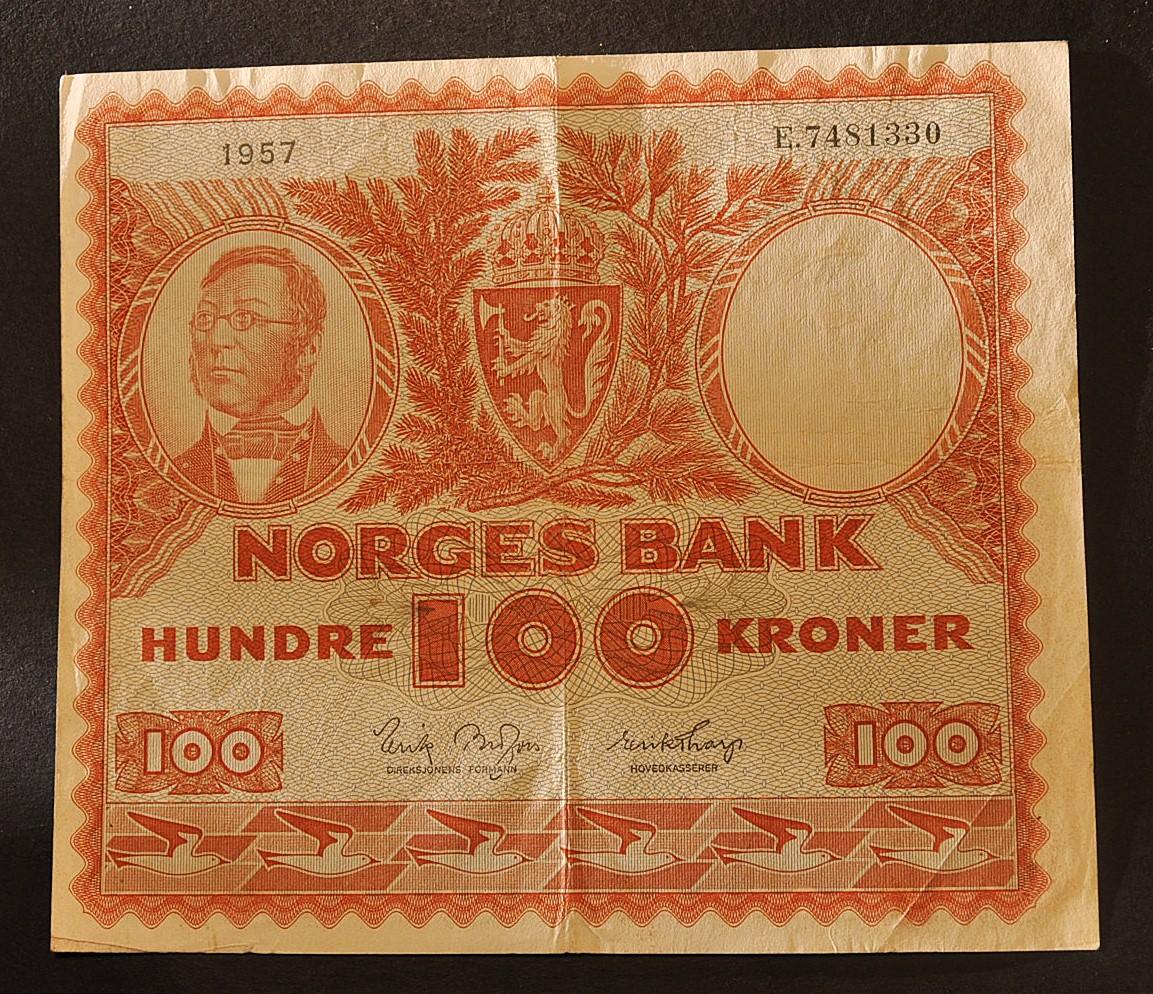 1957
E.7481330
NORGES BANK
HUNDRE 100 KRONER
100
100
DIREKSJONENS FORMANN
HOVEDKASSERER